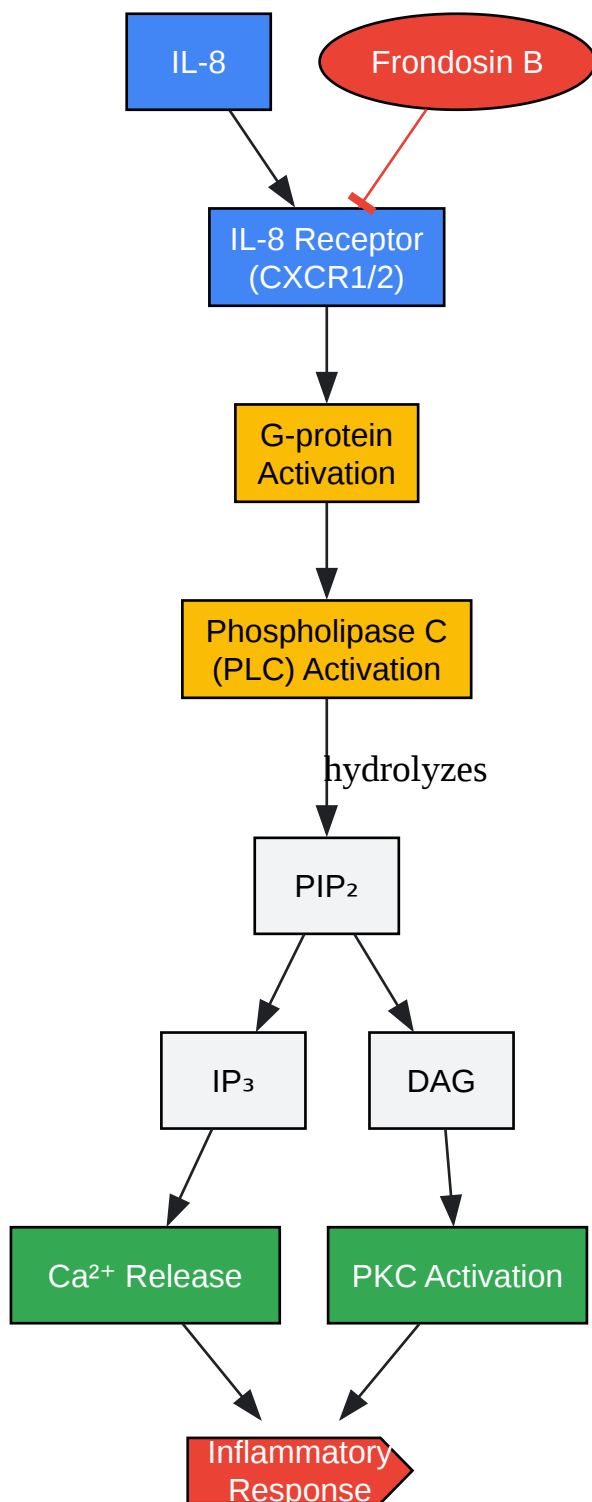 IL-8
Frondosin B
IL-8 Receptor
(CXCR1/2)
G-protein
Activation
Phospholipase C
(PLC) Activation
hydrolyzes
PIP₂
IP₃
DAG
Ca²⁺ Release
PKC Activation
Inflammatory
Response